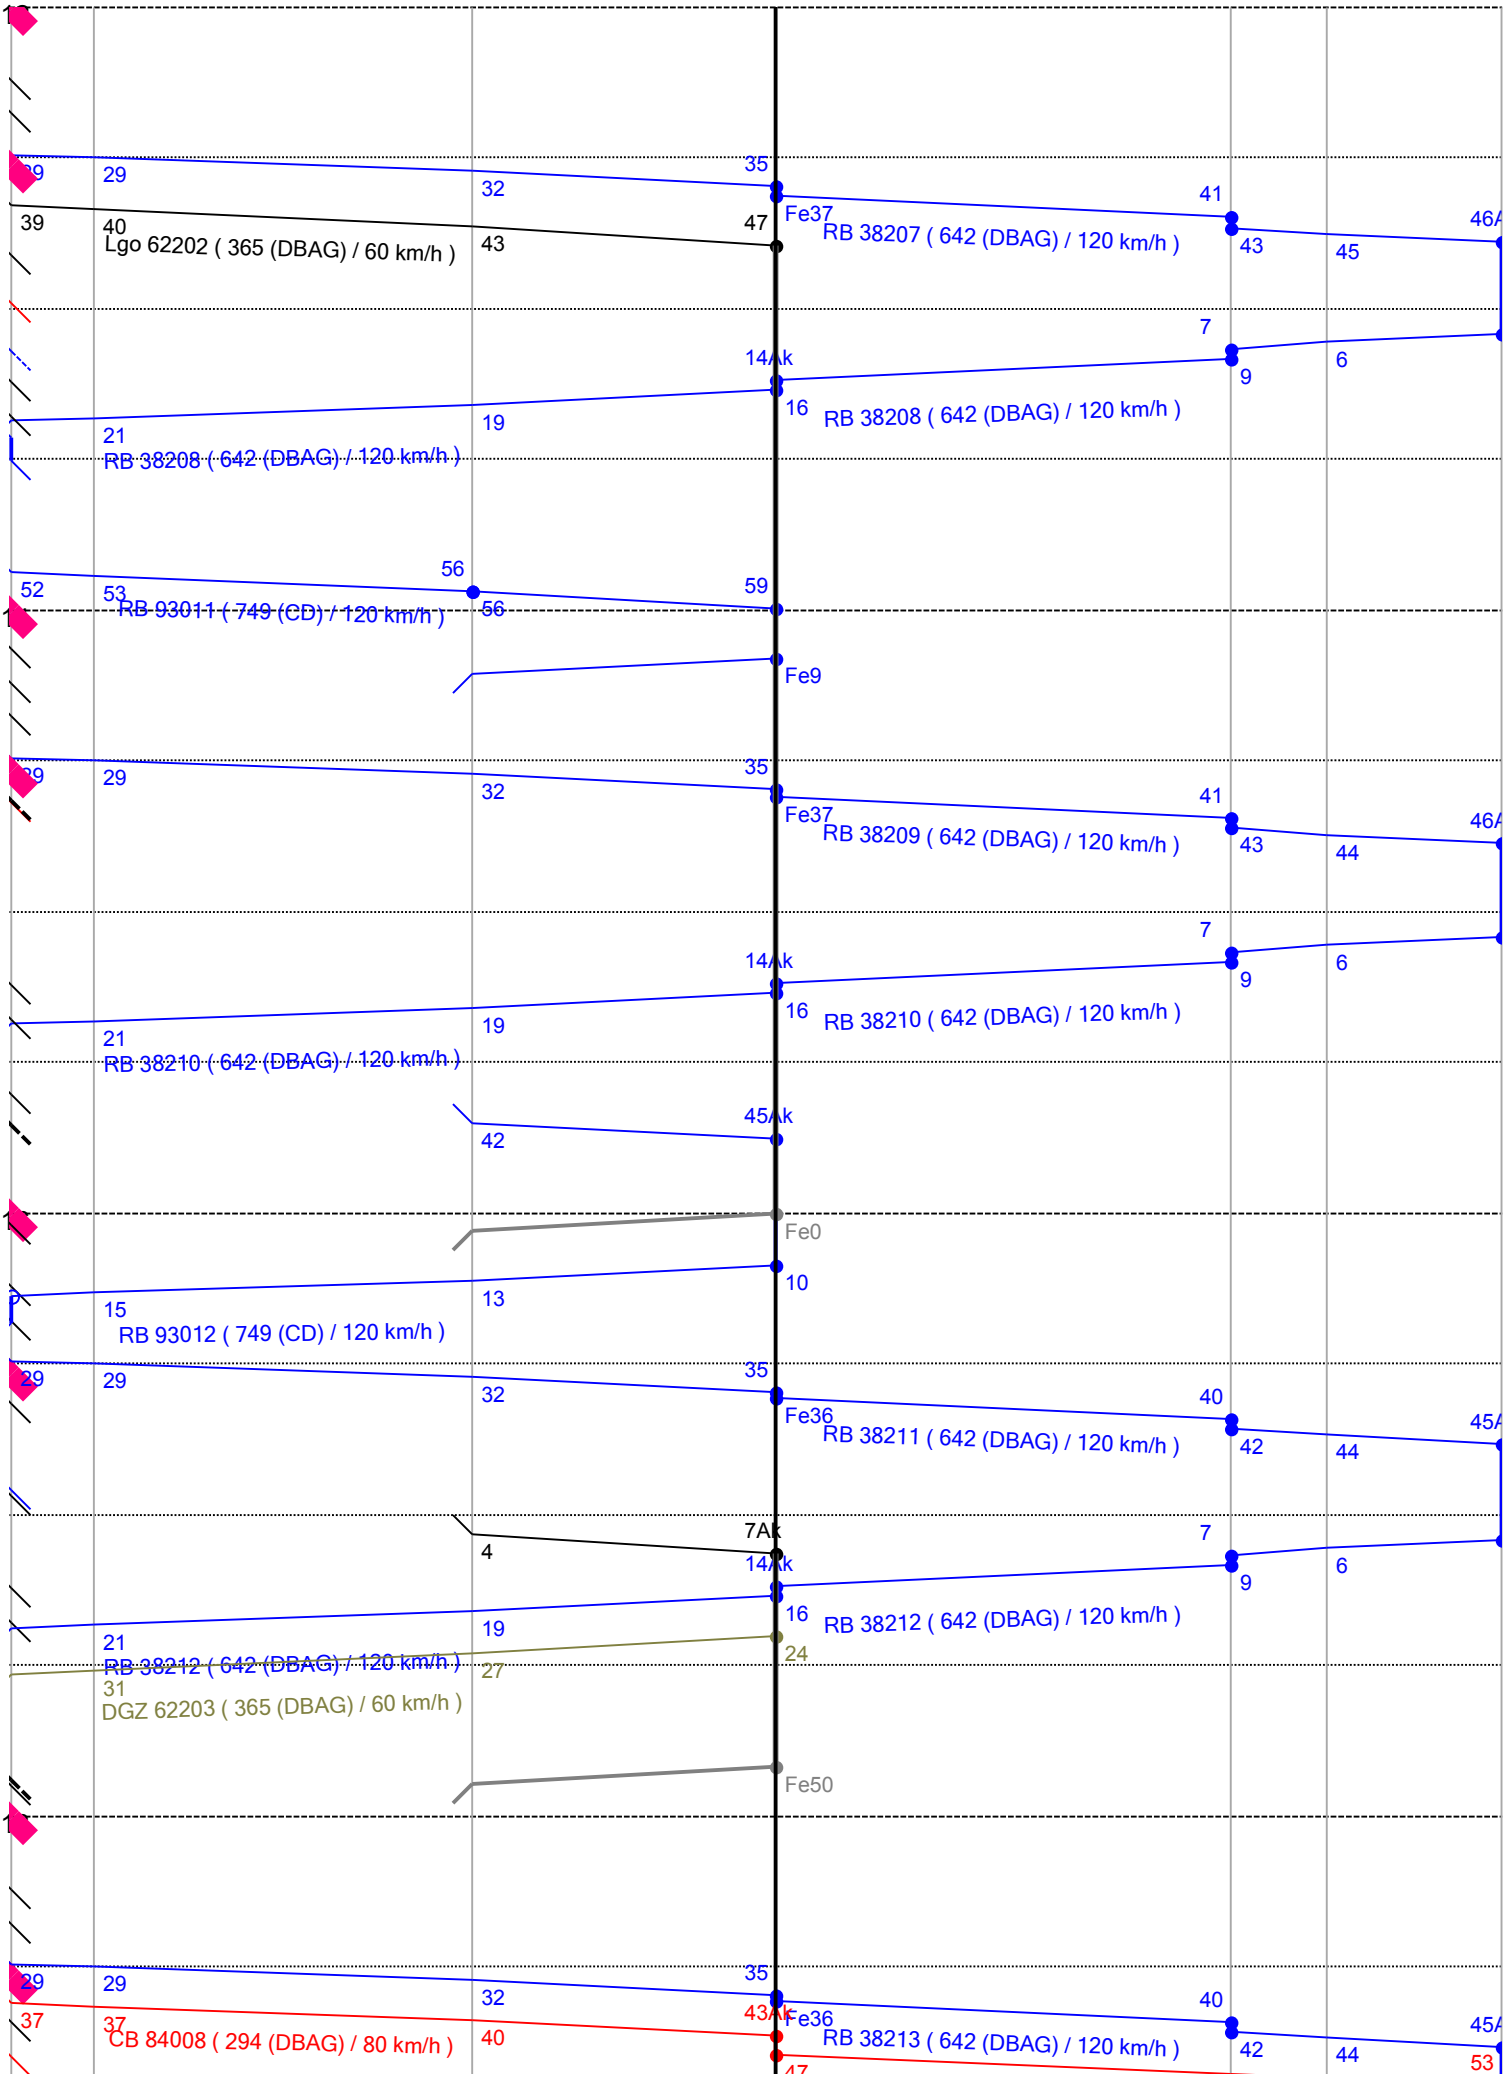 29 29 32 35
Fe37 41
39 40 43 47
Lgo 62202 ( 365 (DBAG) / 60 km/h )
RB 38207 ( 642 (DBAG) / 120 km/h )
43 45 46A
7
14Ak
9 6
21 19 16
RB 38208 ( 642 (DBAG) / 120 km/h )
RB 38208 ( 642 (DBAG) / 120 km/h )
56
52 53 56 59
RB 93011 ( 749 (CD) / 120 km/h )
Fe9
29 29 32 35
Fe37 41
RB 38209 ( 642 (DBAG) / 120 km/h )
43 44 46A
7
14Ak
9 6
21 19 16
RB 38210 ( 642 (DBAG) / 120 km/h )
RB 38210 ( 642 (DBAG) / 120 km/h )
42 45Ak
Fe0
15 13 10
RB 93012 ( 749 (CD) / 120 km/h )
29 29 32 35
Fe36 40
RB 38211 ( 642 (DBAG) / 120 km/h )
42 44 45A
4 7Ak
7
14Ak
9 6
21 19 16
RB 38212 ( 642 (DBAG) / 120 km/h )
RB 38212 ( 642 (DBAG) / 120 km/h )
31 27 24
DGZ 62203 ( 365 (DBAG) / 60 km/h )
Fe50
29 29 32 35
Fe36 40
37 37 40 43Ak
CB 84008 ( 294 (DBAG) / 80 km/h )
RB 38213 ( 642 (DBAG) / 120 km/h )
42 44 45A
47 53